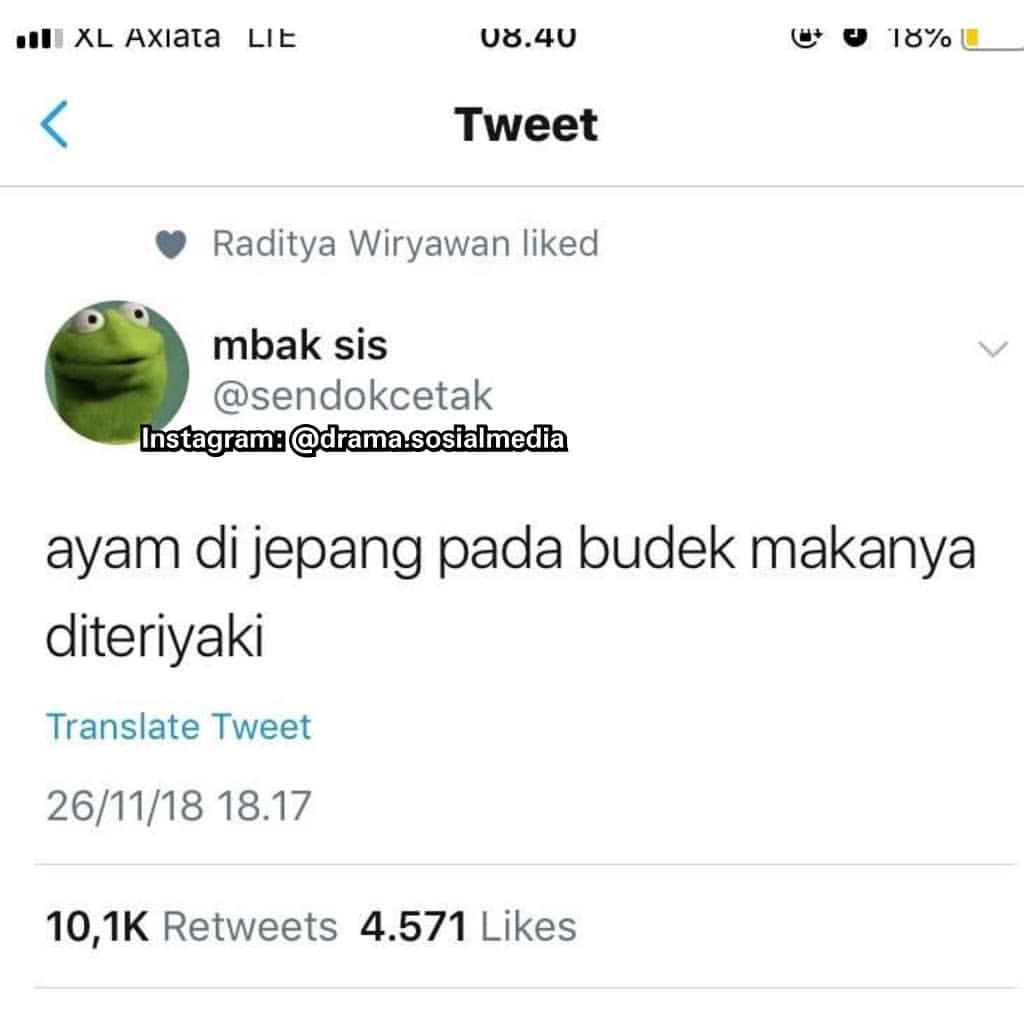 XL Axiata LTE 08.40 18%
Tweet
Raditya Wiryawan liked
mbak sis
@sendokcetak
Instagram: @drama.sosialmedia
ayam di jepang pada budek makanya
diteriyaki
Translate Tweet
26/11/18 18.17
10,1K Retweets 4.571 Likes